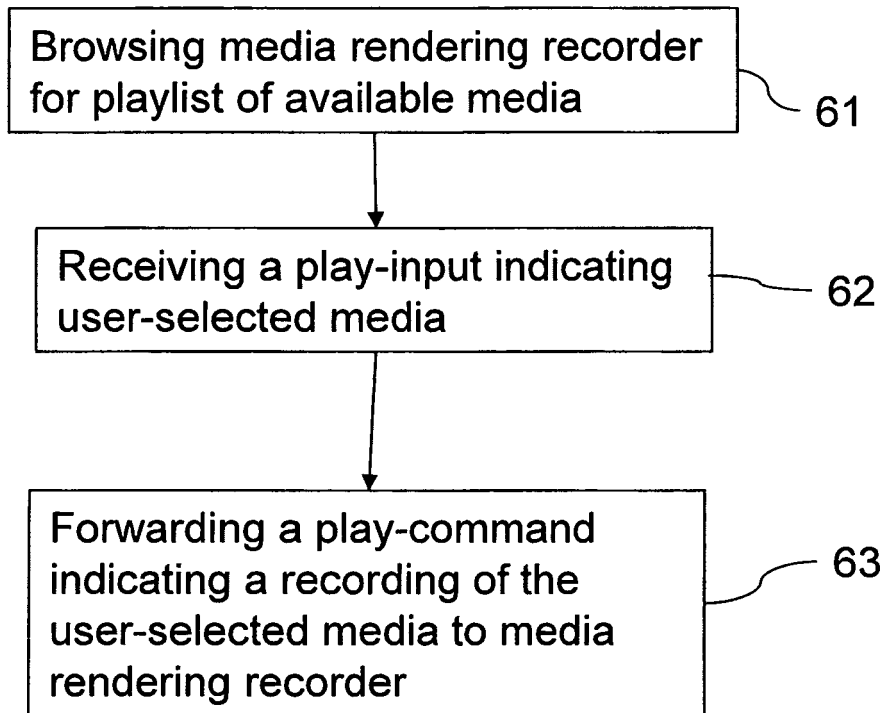 Browsing media rendering recorder
for playlist of available media
61
Receiving a play-input indicating
user-selected media
62
Forwarding a play-command
indicating a recording of the
user-selected media to media
rendering recorder
63